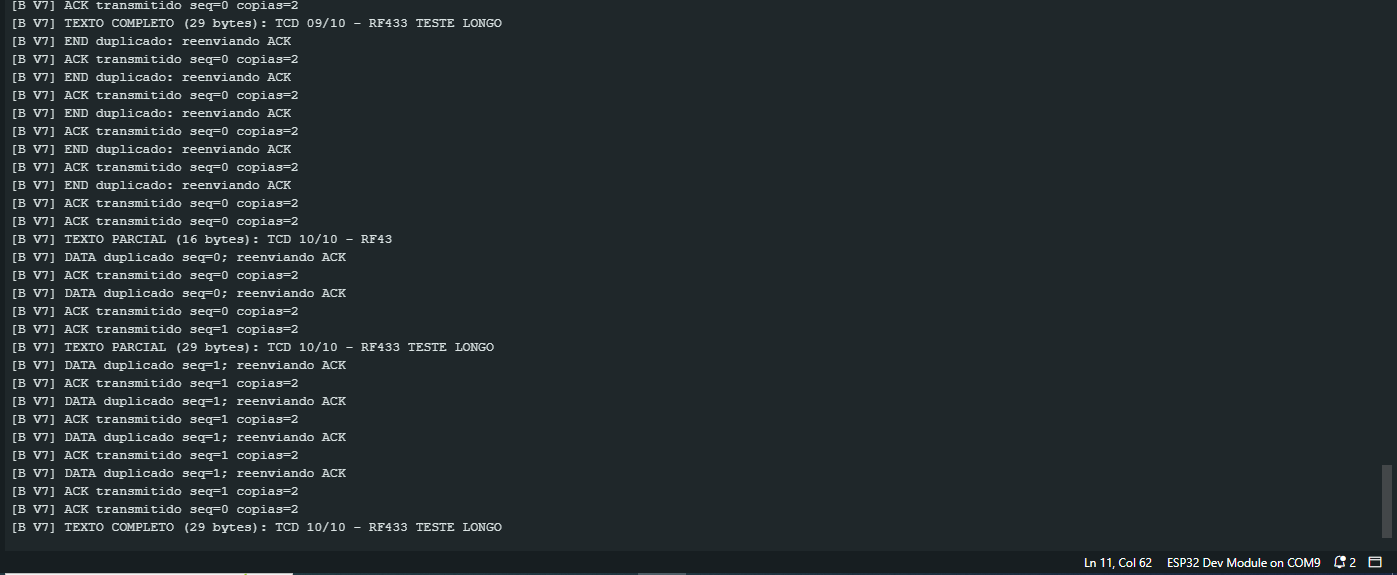 [B V7] ACK transmitido seq=0 copias=2
[B V7] TEXTO COMPLETO (29 bytes): TCD 09/10 - RF433 TESTE LONGO
[B V7] END duplicado: reenviando ACK
[B V7] ACK transmitido seq=0 copias=2
[B V7] END duplicado: reenviando ACK
[B V7] ACK transmitido seq=0 copias=2
[B V7] END duplicado: reenviando ACK
[B V7] ACK transmitido seq=0 copias=2
[B V7] END duplicado: reenviando ACK
[B V7] ACK transmitido seq=0 copias=2
[B V7] END duplicado: reenviando ACK
[B V7] ACK transmitido seq=0 copias=2
[B V7] ACK transmitido seq=0 copias=2
[B V7] TEXTO PARCIAL (16 bytes): TCD 10/10 - RF43
[B V7] DATA duplicado seq=0; reenviando ACK
[B V7] ACK transmitido seq=0 copias=2
[B V7] DATA duplicado seq=0; reenviando ACK
[B V7] ACK transmitido seq=0 copias=2
[B V7] ACK transmitido seq=1 copias=2
[B V7] TEXTO PARCIAL (29 bytes): TCD 10/10 - RF433 TESTE LONGO
[B V7] DATA duplicado seq=1; reenviando ACK
[B V7] ACK transmitido seq=1 copias=2
[B V7] DATA duplicado seq=1; reenviando ACK
[B V7] ACK transmitido seq=1 copias=2
[B V7] DATA duplicado seq=1; reenviando ACK
[B V7] ACK transmitido seq=1 copias=2
[B V7] DATA duplicado seq=1; reenviando ACK
[B V7] ACK transmitido seq=1 copias=2
[B V7] ACK transmitido seq=0 copias=2
[B V7] TEXTO COMPLETO (29 bytes): TCD 10/10 - RF433 TESTE LONGO
Ln 11, Col 62 ESP32 Dev Module on COM9 2